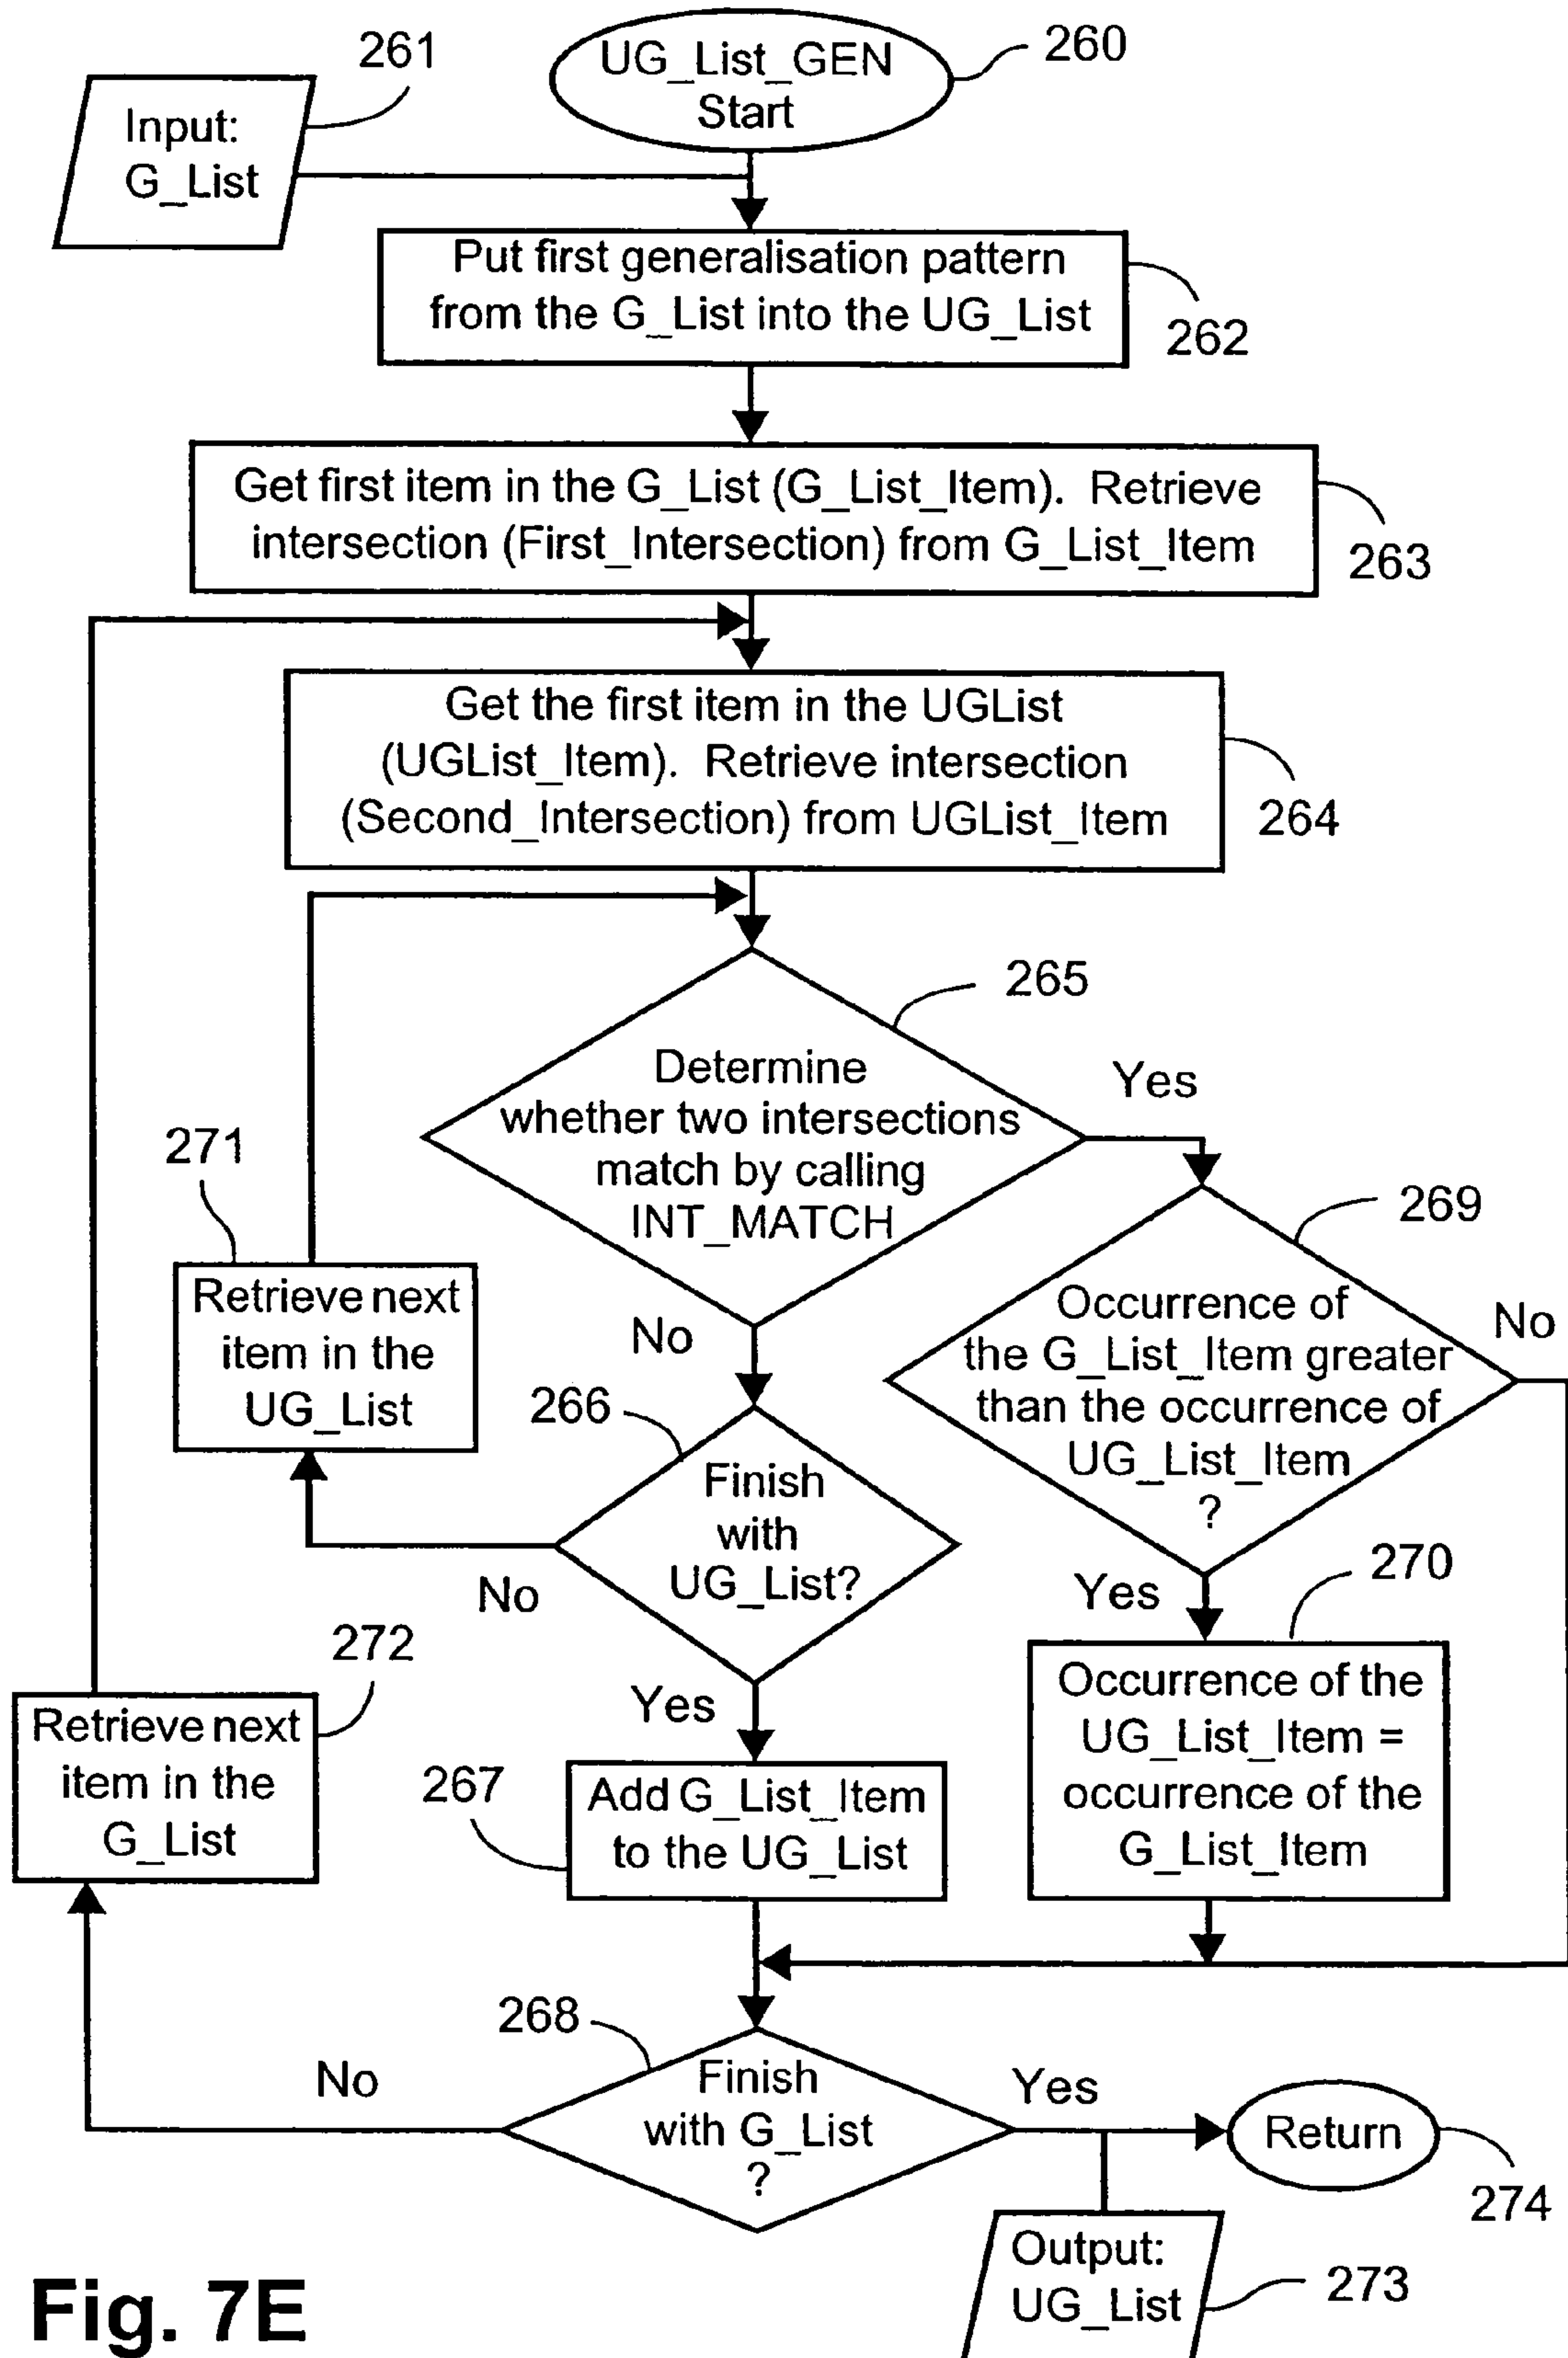 261
UG_List_GEN
Start
260
Input:
G_List
Put first generalisation pattern
from the G_List into the UG_List
262
Get first item in the G_List (G_List_Item). Retrieve
intersection (First_Intersection) from G_List_Item
263
Get the first item in the UGList
(UGList_Item). Retrieve intersection
(Second_Intersection) from UGList_Item
264
265
Determine
whether two intersections
match by calling
INT_MATCH
Yes
No
271
Retrieve next
item in the
UG_List
269
Occurrence of
the G_List_Item greater
than the occurrence of
UG_List_Item
?
No
Yes
266
Finish
with
UG_List?
No
Yes
270
Occurrence of the
UG_List_Item =
occurrence of the
G_List_Item
272
Retrieve next
item in the
G_List
267
Add G_List_Item
to the UG_List
268
Finish
with G_List
?
No
Yes
Return
274
Output:
UG_List
273
Fig. 7E